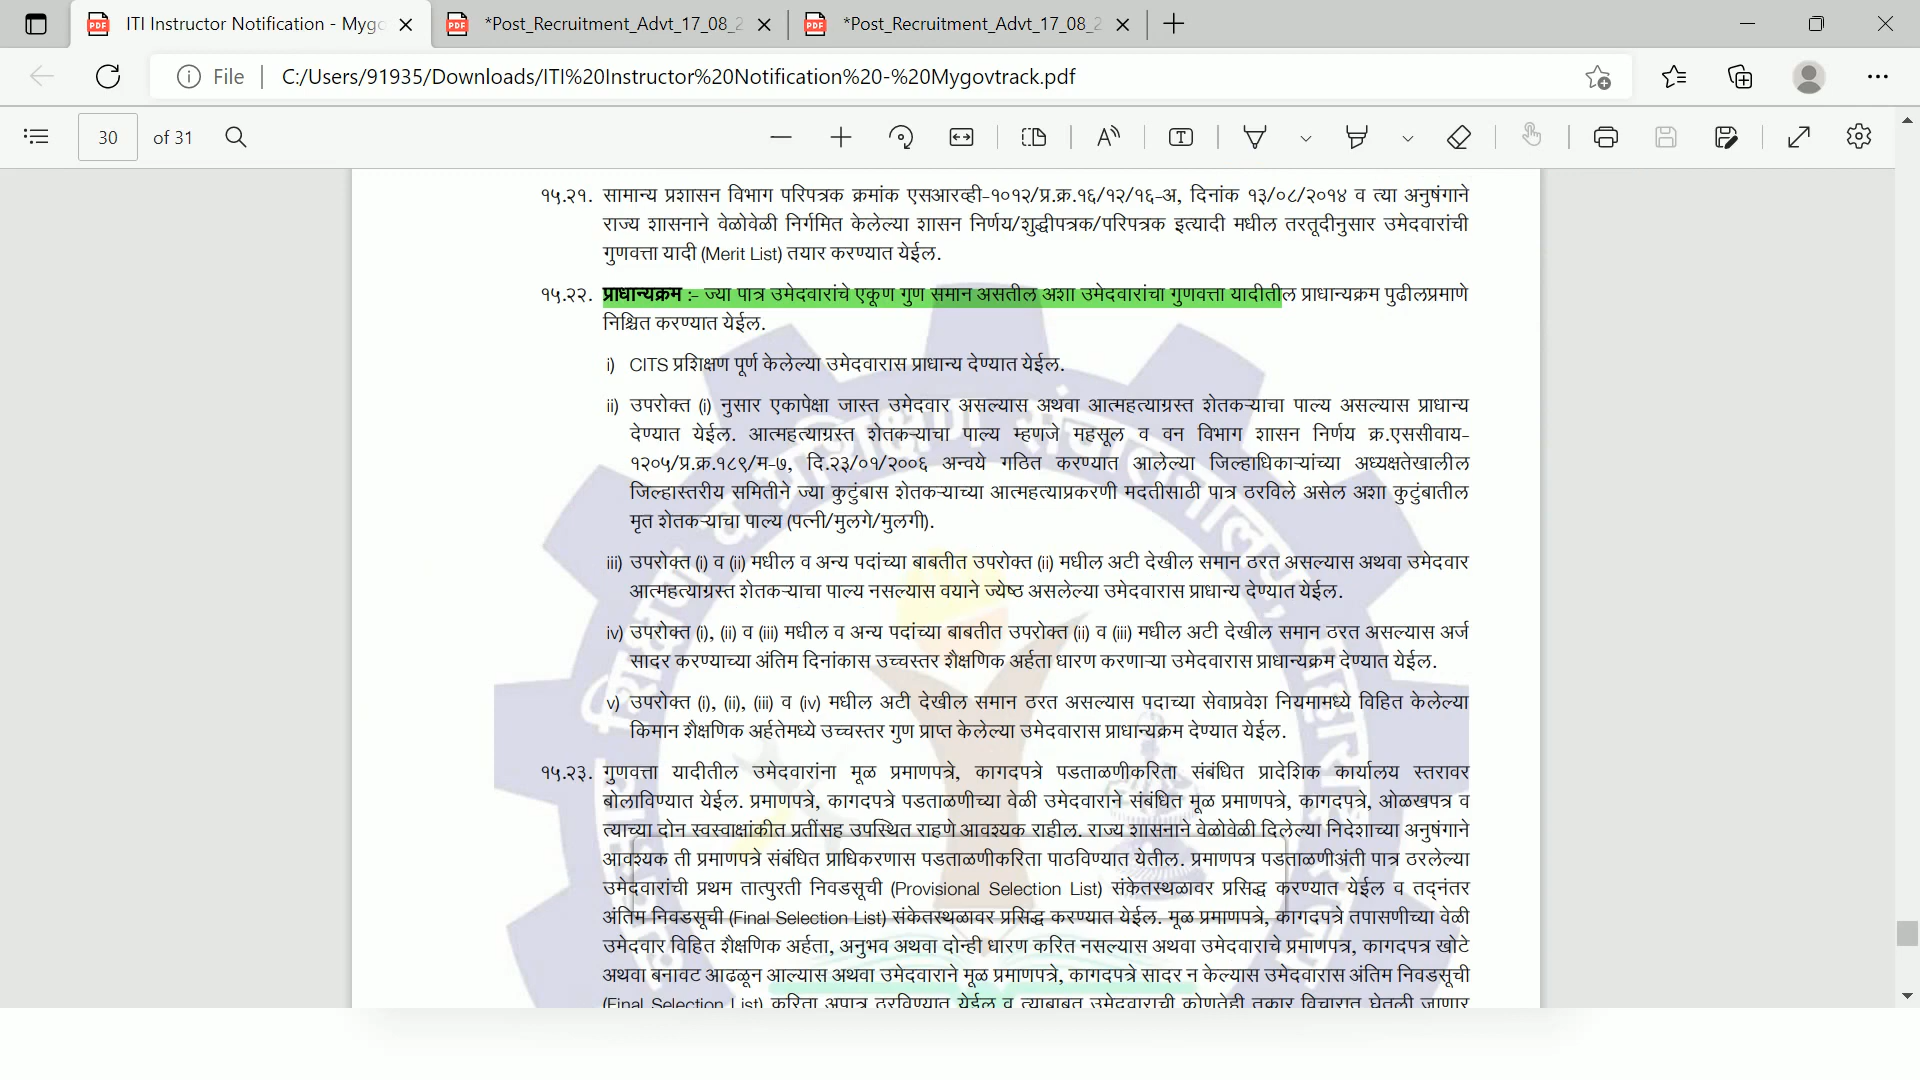 ITI Instructor Notification - Mygo
*Post_Recruitment_Advt_17_08_2
*Post_Recruitment_Advt_17_08_2
File
C:/Users/91935/Downloads/ITI%20Instructor%20Notification%20-%20Mygovtrack.pdf
30 of 31
१५.२१. सामान्य प्रशासन विभाग परिपत्रक क्रमांक एसआरव्ही-१०१२/प्र.क्र.१६/१२/१६-अ, दिनांक १३/०८/२०१४ व त्या अनुषंगाने
राज्य शासनाने वेळोवेळी निर्गमित केलेल्या शासन निर्णय/शुद्धीपत्रक/परिपत्रक इत्यादी मधील तरतूदीनुसार उमेदवारांची
गुणवत्ता यादी (Merit List) तयार करण्यात येईल.
१५.२२. प्राधान्यक्रम :- ज्या पात्र उमेदवारांचे एकूण गुण समान असतील अशा उमेदवारांचा गुणवत्ता यादीतील प्राधान्यक्रम पुढीलप्रमाणे
निश्चित करण्यात येईल.
i) CITS प्रशिक्षण पूर्ण केलेल्या उमेदवारास प्राधान्य देण्यात येईल.
ii) उपरोक्त (i) नुसार एकापेक्षा जास्त उमेदवार असल्यास अथवा आत्महत्याग्रस्त शेतकऱ्याचा पाल्य असल्यास प्राधान्य
देण्यात येईल. आत्महत्याग्रस्त शेतकऱ्याचा पाल्य म्हणजे महसूल व वन विभाग शासन निर्णय क्र.एससीवाय-
१२०५/प्र.क्र.१८९/म-७, दि.२३/०१/२००६ अन्वये गठित करण्यात आलेल्या जिल्हाधिकाऱ्यांच्या अध्यक्षतेखालील
जिल्हास्तरीय समितीने ज्या कुटुंबास शेतकऱ्याच्या आत्महत्याप्रकरणी मदतीसाठी पात्र ठरविले असेल अशा कुटुंबातील
मृत शेतकऱ्याचा पाल्य (पत्नी/मुलगे/मुलगी).
iii) उपरोक्त (i) व (ii) मधील व अन्य पदांच्या बाबतीत उपरोक्त (ii) मधील अटी देखील समान ठरत असल्यास अथवा उमेदवार
आत्महत्याग्रस्त शेतकऱ्याचा पाल्य नसल्यास वयाने ज्येष्ठ असलेल्या उमेदवारास प्राधान्य देण्यात येईल.
iv) उपरोक्त (i), (ii) व (iii) मधील व अन्य पदांच्या बाबतीत उपरोक्त (ii) व (iii) मधील अटी देखील समान ठरत असल्यास अर्ज
सादर करण्याच्या अंतिम दिनांकास उच्चस्तर शैक्षणिक अर्हता धारण करणाऱ्या उमेदवारास प्राधान्यक्रम देण्यात येईल.
v) उपरोक्त (i), (ii), (iii) व (iv) मधील अटी देखील समान ठरत असल्यास पदाच्या सेवाप्रवेश नियमामध्ये विहित केलेल्या
किमान शैक्षणिक अर्हतेमध्ये उच्चस्तर गुण प्राप्त केलेल्या उमेदवारास प्राधान्यक्रम देण्यात येईल.
१५.२३. गुणवत्ता यादीतील उमेदवारांना मूळ प्रमाणपत्रे, कागदपत्रे पडताळणीकरिता संबंधित प्रादेशिक कार्यालय स्तरावर
बोलाविण्यात येईल. प्रमाणपत्रे, कागदपत्रे पडताळणीच्या वेळी उमेदवाराने संबंधित मूळ प्रमाणपत्रे, कागदपत्रे, ओळखपत्र व
त्याच्या दोन स्वस्वाक्षांकीत प्रतींसह उपस्थित राहणे आवश्यक राहील. राज्य शासनाने वेळोवेळी दिलेल्या निदेशाच्या अनुषंगाने
आवश्यक ती प्रमाणपत्रे संबंधित प्राधिकरणास पडताळणीकरिता पाठविण्यात येतील. प्रमाणपत्र पडताळणीअंती पात्र ठरलेल्या
उमेदवारांची प्रथम तात्पुरती निवडसूची (Provisional Selection List) संकेतस्थळावर प्रसिद्ध करण्यात येईल व तद्नंतर
अंतिम निवडसूची (Final Selection List) संकेतस्थळावर प्रसिद्ध करण्यात येईल. मूळ प्रमाणपत्रे, कागदपत्रे तपासणीच्या वेळी
उमेदवार विहित शैक्षणिक अर्हता, अनुभव अथवा दोन्ही धारण करित नसल्यास अथवा उमेदवाराचे प्रमाणपत्र, कागदपत्र खोटे
अथवा बनावट आढळून आल्यास अथवा उमेदवाराने मूळ प्रमाणपत्रे, कागदपत्रे सादर न केल्यास उमेदवारास अंतिम निवडसूची
(Final Selection List) करिता अपात्र ठरविण्यात येईल व त्याबाबत उमेदवाराची कोणतेही तक्रार विचारात घेतली जाणार